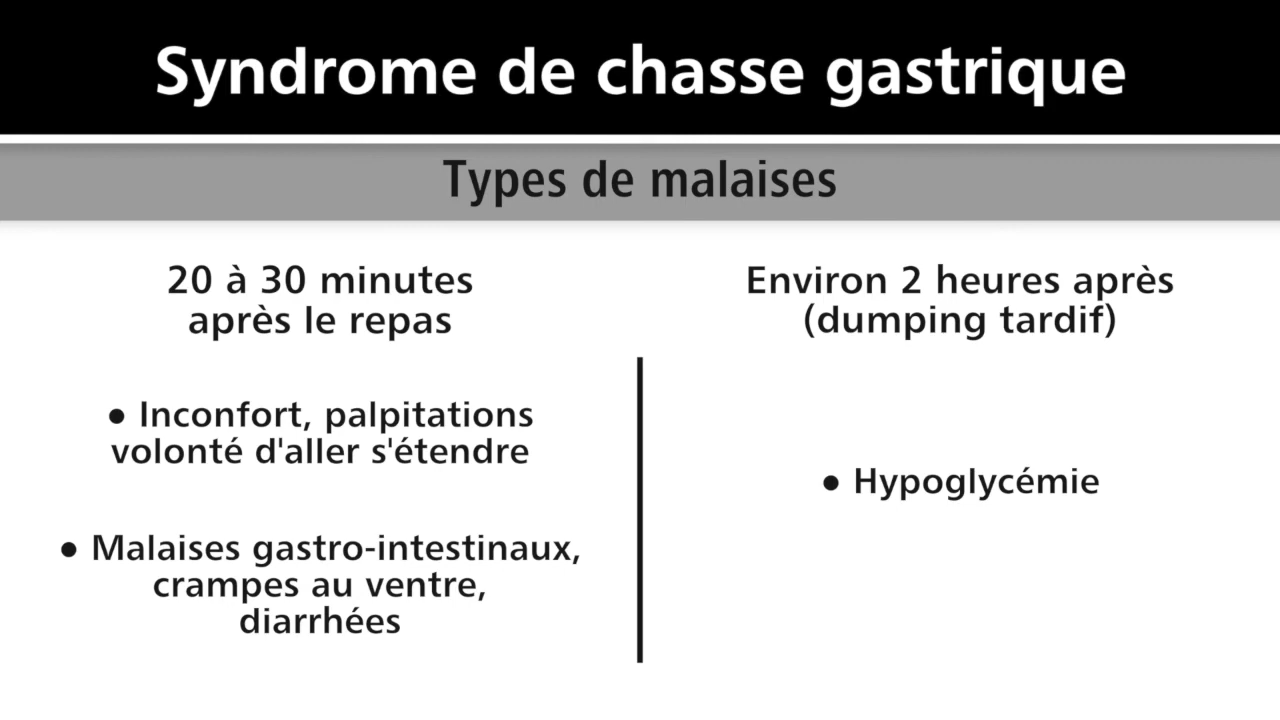 Syndrome de chasse gastrique
Types de malaises
20 à 30 minutes
après le repas
● Inconfort, palpitations
volonté d'aller s'étendre
● Malaises gastro-intestinaux,
crampes au ventre,
diarrhées
Environ 2 heures après
(dumping tardif)
● Hypoglycémie